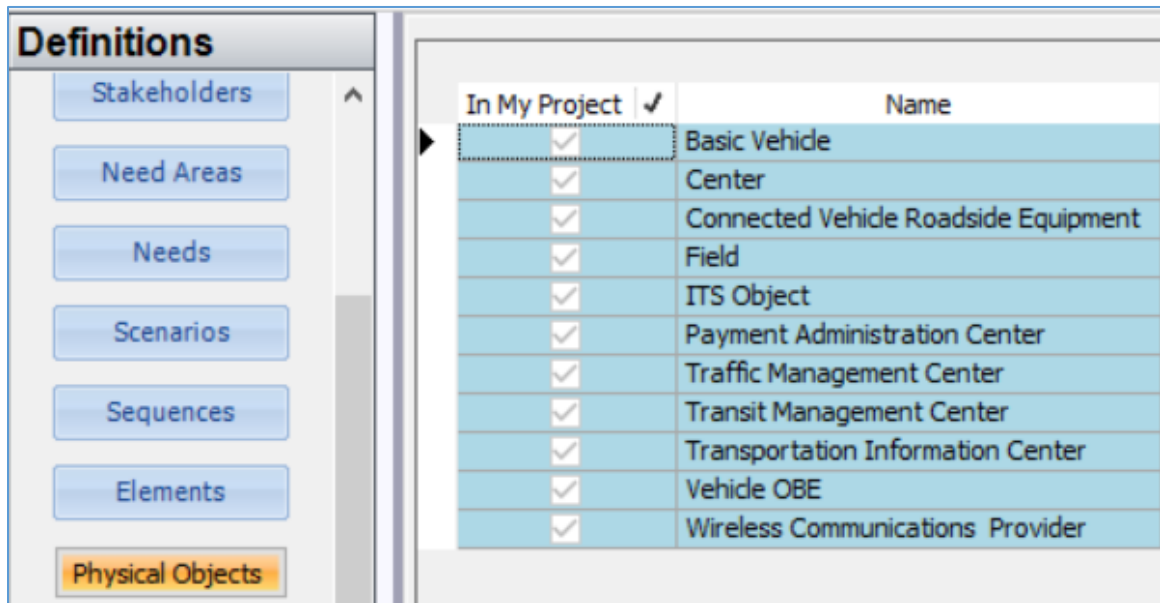 Definitions
Stakeholders
Need Areas
Needs
Scenarios
Sequences
Elements
Physical Objects
In My Project ✓ Name
Basic Vehicle
Center
Connected Vehicle Roadside Equipment
Field
ITS Object
Payment Administration Center
Traffic Management Center
Transit Management Center
Transportation Information Center
Vehicle OBE
Wireless Communications Provider